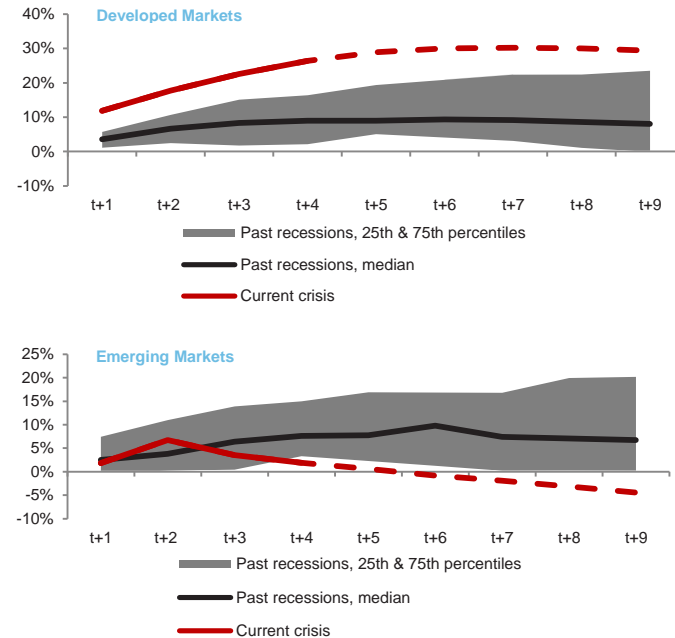 Developed Markets
40%
30%
20%
10%
0%
-10%
t+1 t+2 t+3 t+4 t+5 t+6 t+7 t+8 t+9
Past recessions, 25th & 75th percentiles
Past recessions, median
Current crisis
Emerging Markets
25%
20%
15%
10%
5%
0%
-5%
-10%
t+1 t+2 t+3 t+4 t+5 t+6 t+7 t+8 t+9
Past recessions, 25th & 75th percentiles
Past recessions, median
Current crisis